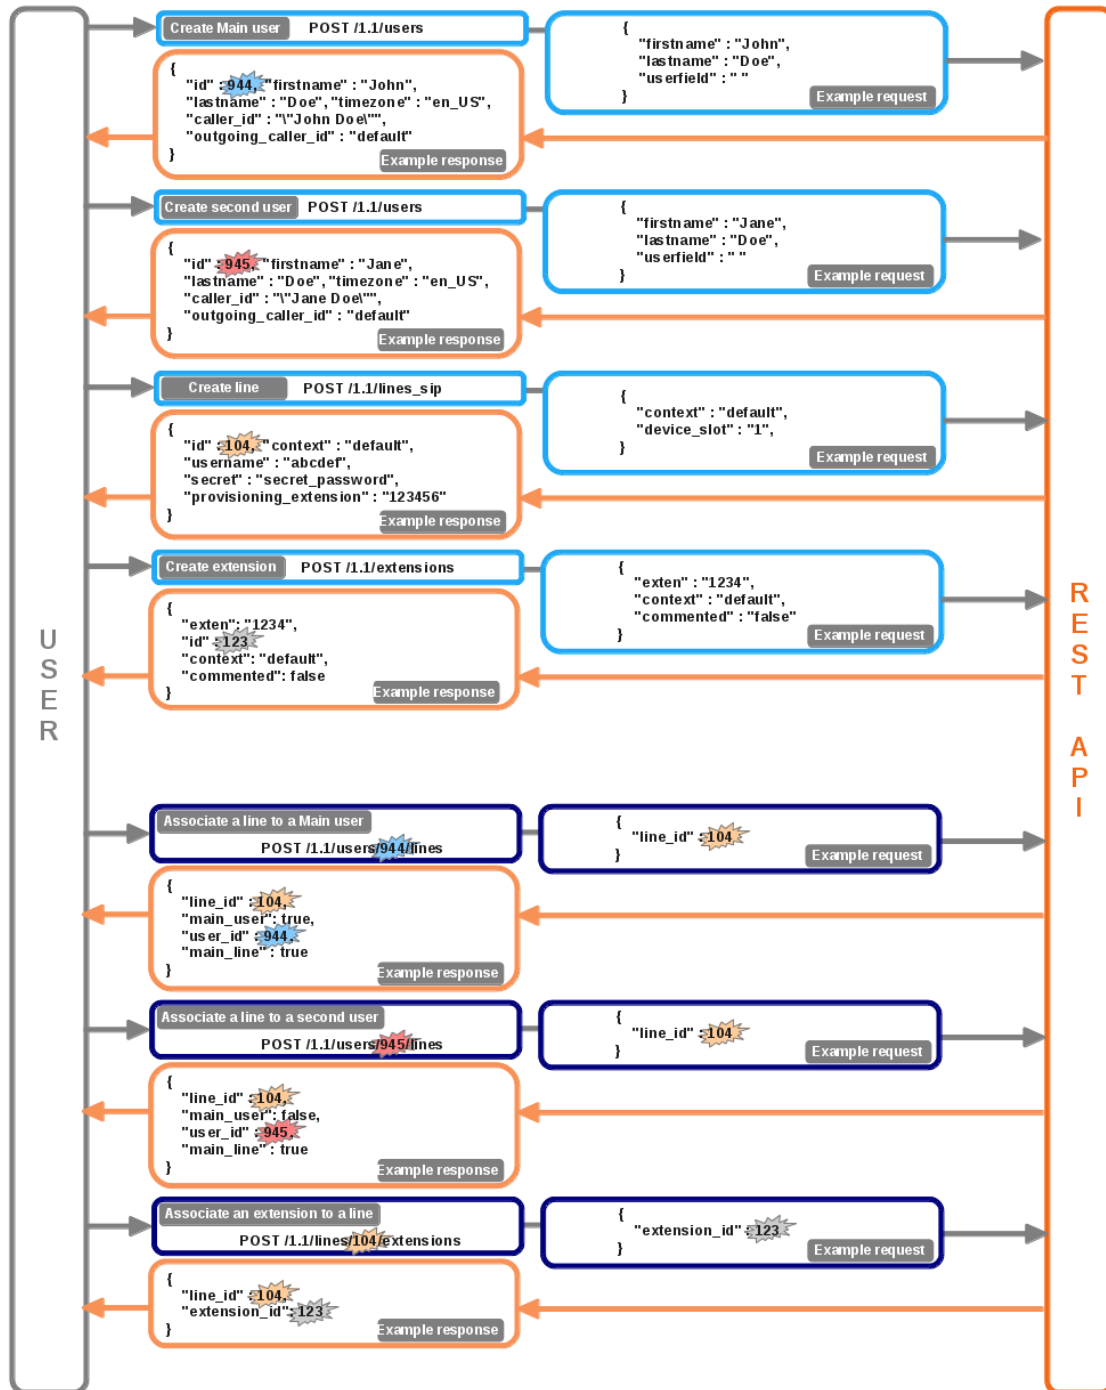 Create Main user POST /1.1/users
{
"firstname" : "John",
"lastname" : "Doe",
"userfield" : " "
}
Example request
{
"id" : 944, "firstname" : "John",
"lastname" : "Doe", "timezone" : "en_US",
"caller_id" : "\"John Doe\"",
"outgoing_caller_id" : "default"
}
Example response
Create second user POST /1.1/users
{
"firstname" : "Jane",
"lastname" : "Doe",
"userfield" : " "
}
Example request
{
"id" : 945, "firstname" : "Jane",
"lastname" : "Doe", "timezone" : "en_US",
"caller_id" : "\"Jane Doe\"",
"outgoing_caller_id" : "default"
}
Example response
Create line POST /1.1/lines_sip
{
"context" : "default",
"device_slot" : "1",
}
Example request
{
"id" : 104, "context" : "default",
"username" : "abcdef",
"secret" : "secret_password",
"provisioning_extension" : "123456"
}
Example response
Create extension POST /1.1/extensions
{
"exten" : "1234",
"context" : "default",
"commented" : "false"
}
Example request
{
"exten": "1234",
"id" : 123
"context": "default",
"commented": false
}
Example response
USER
REST API
Associate a line to a Main user
POST /1.1/users/944/lines
{
"line_id" : 104
}
Example request
{
"line_id" : 104,
"main_user": true,
"user_id" : 944,
"main_line" : true
}
Example response
Associate a line to a second user
POST /1.1/users/945/lines
{
"line_id" : 104
}
Example request
{
"line_id" : 104,
"main_user": false,
"user_id" : 945,
"main_line" : true
}
Example response
Associate an extension to a line
POST /1.1/lines/104/extensions
{
"extension_id" : 123
}
Example request
{
"line_id" : 104,
"extension_id": 123
}
Example response